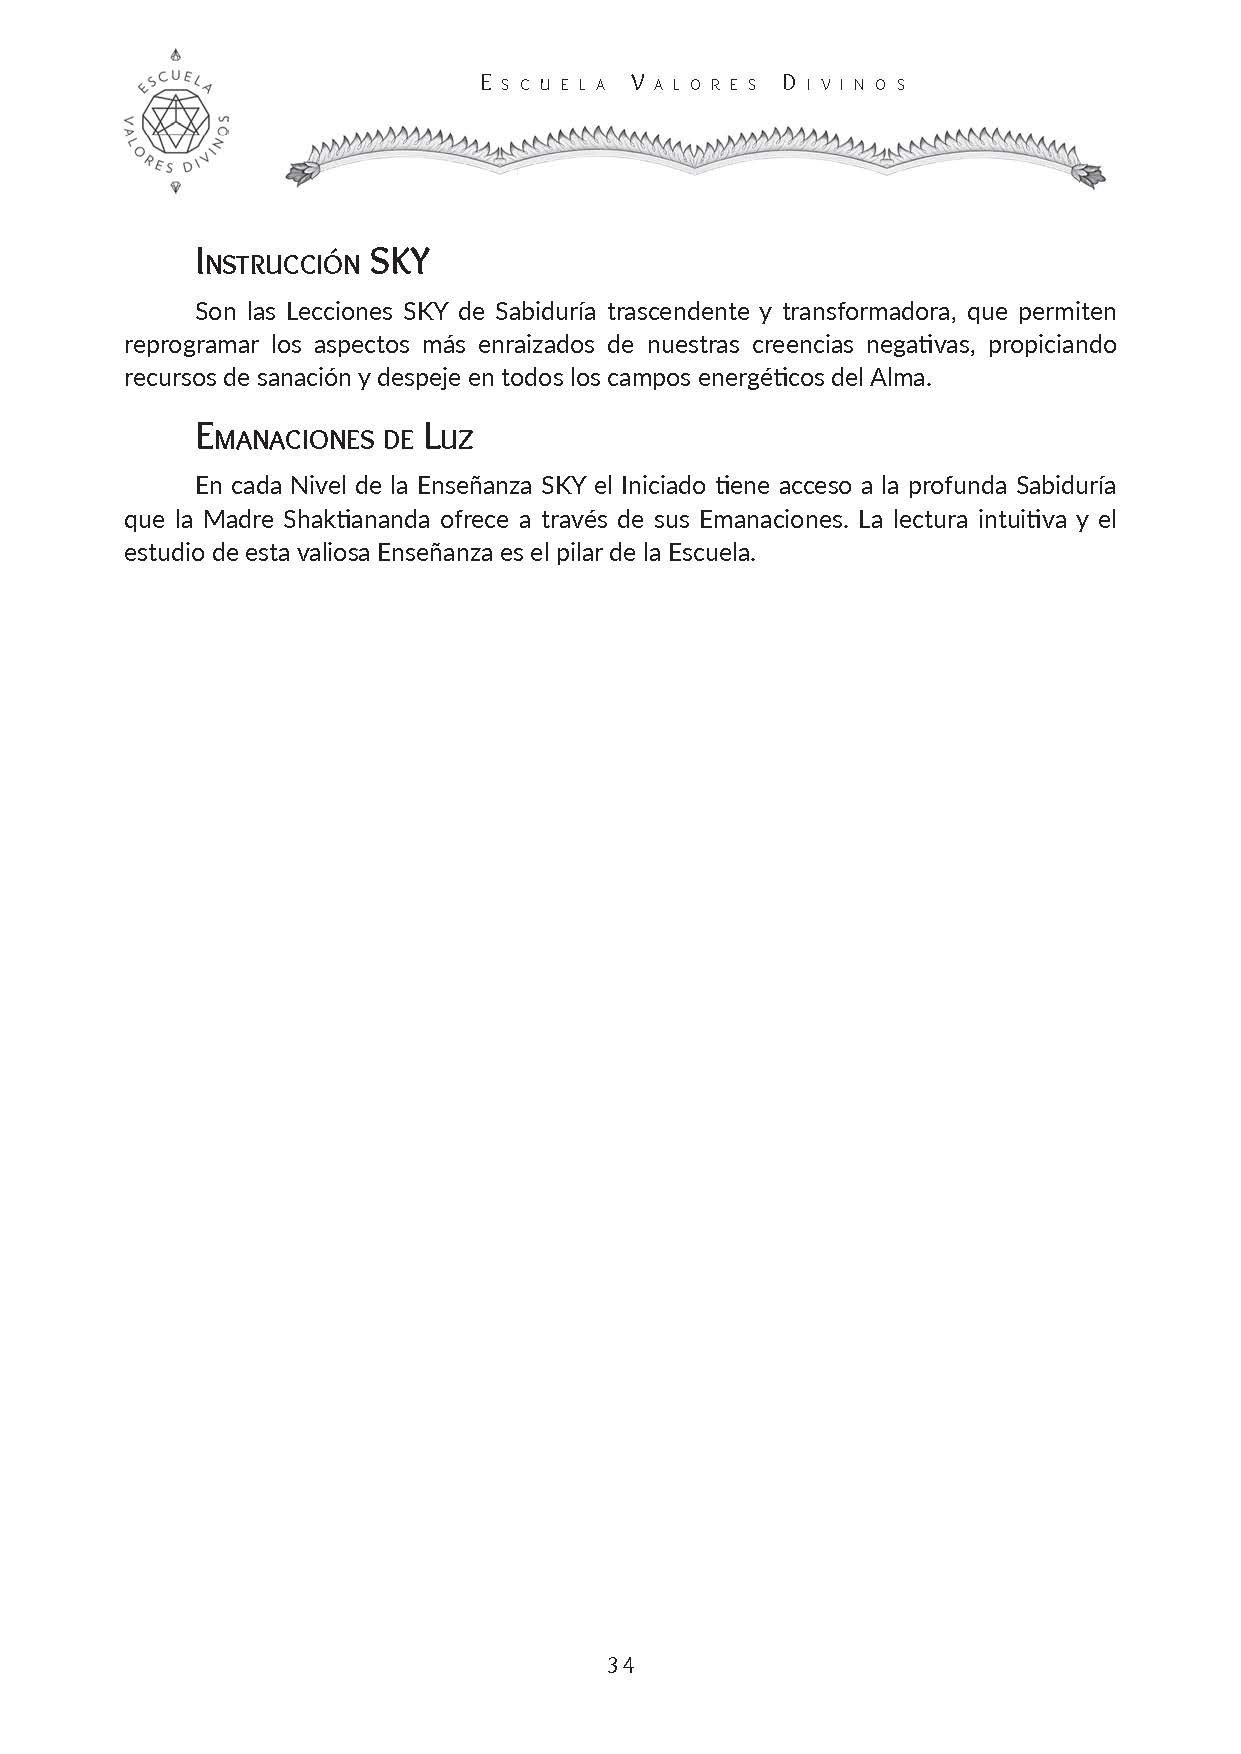 ESCUELA VALORES DIVINOS
ESCUELA VALORES DIVINOS
INSTRUCCIÓN SKY
Son las Lecciones SKY de Sabiduría trascendente y transformadora, que permiten
reprogramar los aspectos más enraizados de nuestras creencias negativas, propiciando
recursos de sanación y despeje en todos los campos energéticos del Alma.
EMANACIONES DE LUZ
En cada Nivel de la Enseñanza SKY el Iniciado tiene acceso a la profunda Sabiduría
que la Madre Shaktiananda ofrece a través de sus Emanaciones. La lectura intuitiva y el
estudio de esta valiosa Enseñanza es el pilar de la Escuela.
34